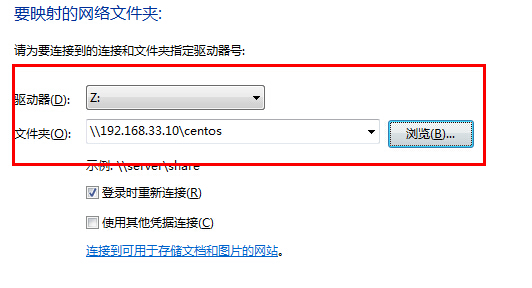 要映射的网络文件夹:
请为要连接到的连接和文件夹指定驱动器号:
驱动器(D): Z:
文件夹(O): \\192.168.33.10\centos 浏览(B)...
示例: \\server\share
登录时重新连接(R)
使用其他凭据连接(C)
连接到可用于存储文档和图片的网站。